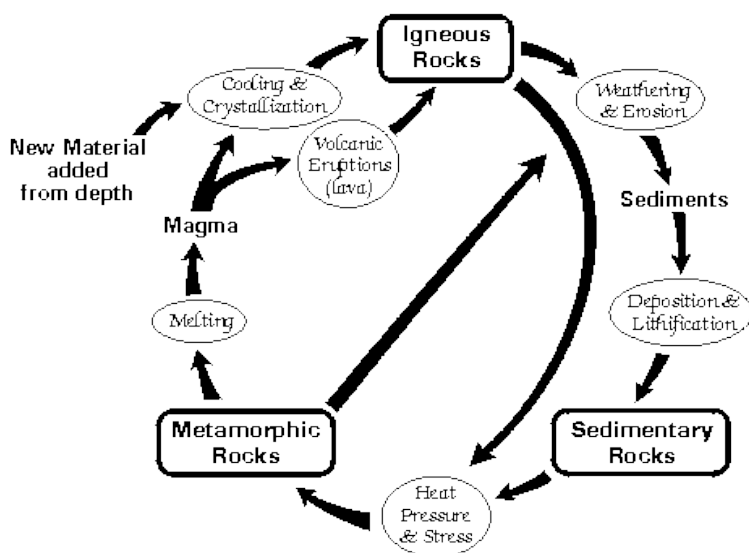 Igneous
Rocks
Cooling &
Crystallization
Weathering
& Erosion
New Material
added
from depth
Volcanic
Eruptions
(lava)
Magma
Sediments
Melting
Deposition &
Lithification
Metamorphic
Rocks
Sedimentary
Rocks
Heat
Pressure
& Stress